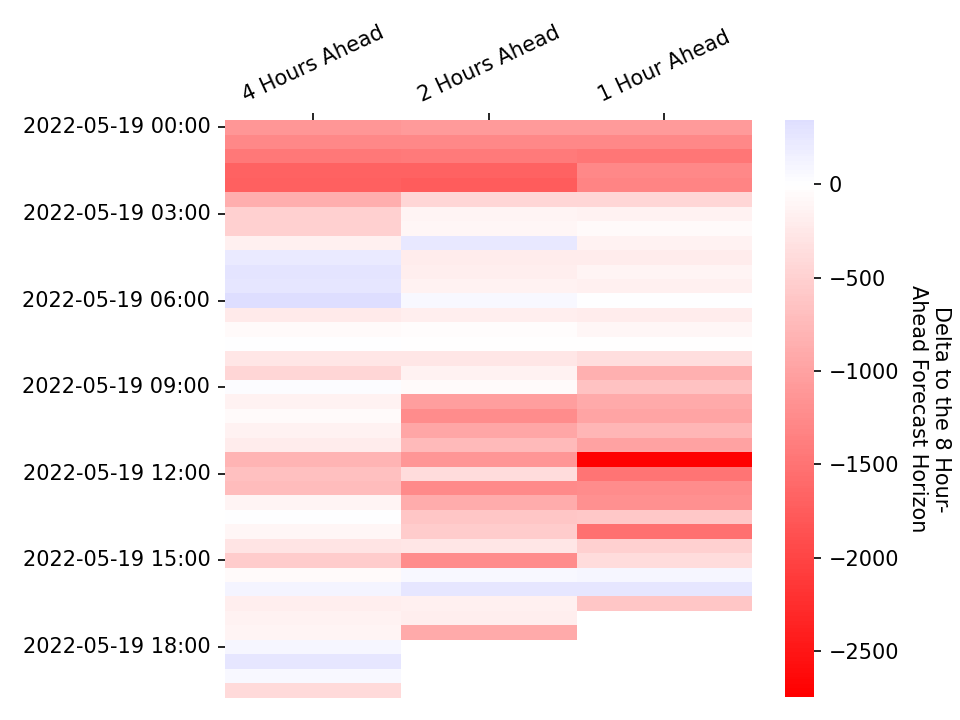 4 Hours Ahead
2 Hours Ahead
1 Hour Ahead
2022-05-19 00:00
2022-05-19 03:00
2022-05-19 06:00
2022-05-19 09:00
2022-05-19 12:00
2022-05-19 15:00
2022-05-19 18:00
0
−500
−1000
−1500
−2000
−2500
Delta to the 8 Hour-
Ahead Forecast Horizon